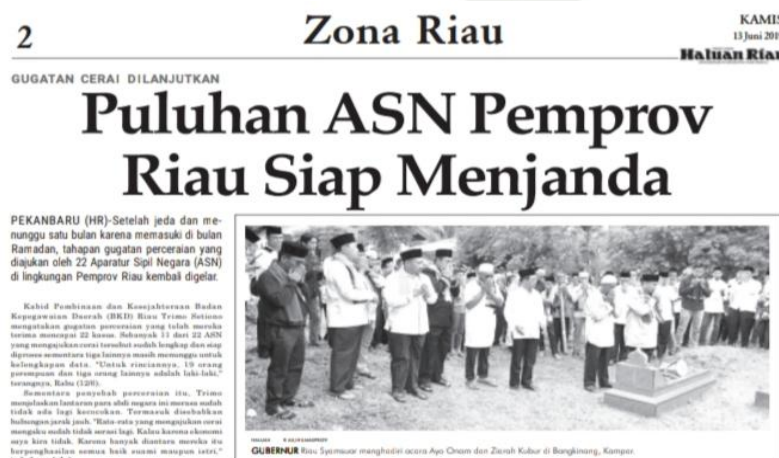 2
Zona Riau
KAMIS
13 Juni 201
Haluan Riau
GUGATAN CERAI DILANJUTKAN
Puluhan ASN Pemprov
Riau Siap Menjanda
PEKANBARU (HR)-Setelah jeda dan me-
nunggu satu bulan karena memasuki di bulan
Ramadan, tahapan gugatan perceraian yang
diajukan oleh 22 Aparatur Sipil Negara (ASN)
di lingkungan Pemprov Riau kembali digelar.
Kabid Pembinaan dan Kesejahteraan Badan
Kepegawaian Daerah (BKD) Riau Trimo Setiono
mengatakan gugatan perceraian yang telah mereka
terima mencapai 22 kasus. Sebanyak 11 dari 22 ASN
yang mengajukan cerai tersebut sudah lengkap dan siap
diproses sementara tiga lainnya masih menunggu untuk
kelengkapan data. "Untuk rinciannya, 19 orang
perempuan dan tiga orang lainnya adalah laki-laki,"
terangnya, Rabu (12/6).
Sementara penyebab perceraian itu, Trimo
menjelaskan lantaran para abdi negara ini merasa sudah
tidak ada lagi kecocokan. Termasuk disebabkan
hubungan jarak jauh. "Rata-rata yang mengajukan cerai
mengaku sudah tidak serasi lagi. Kalau karena ekonomi
saya kira tidak. Karena banyak diantara mereka itu
berpenghasilan semua baik suami maupun istri,"
GUBERNUR Riau Syamsuar menghadiri acara Aya Onam dan Ziarah Kubur di Bangkinang, Kampar.